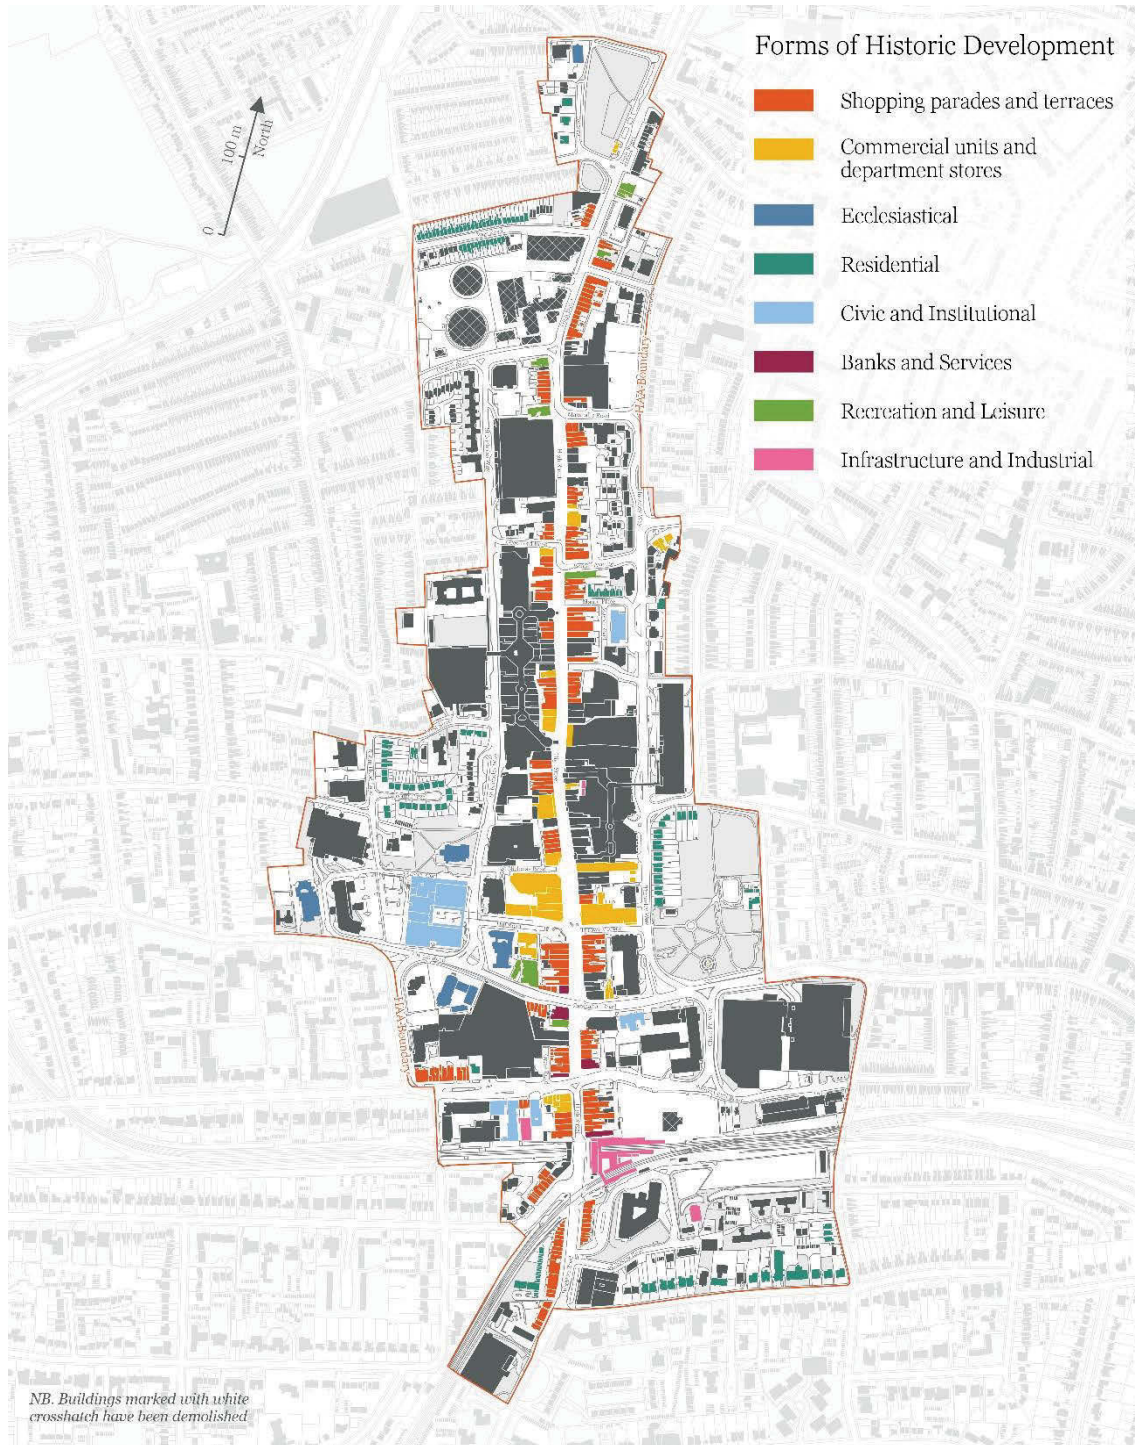 Forms of Historic Development
Shopping parades and terraces
Commercial units and
department stores
Ecclesiastical
Residential
Civic and Institutional
Banks and Services
Recreation and Leisure
Infrastructure and Industrial
0
100 m
North
HAA Boundary
HAA Boundary
NB. Buildings marked with white
crosshatch have been demolished